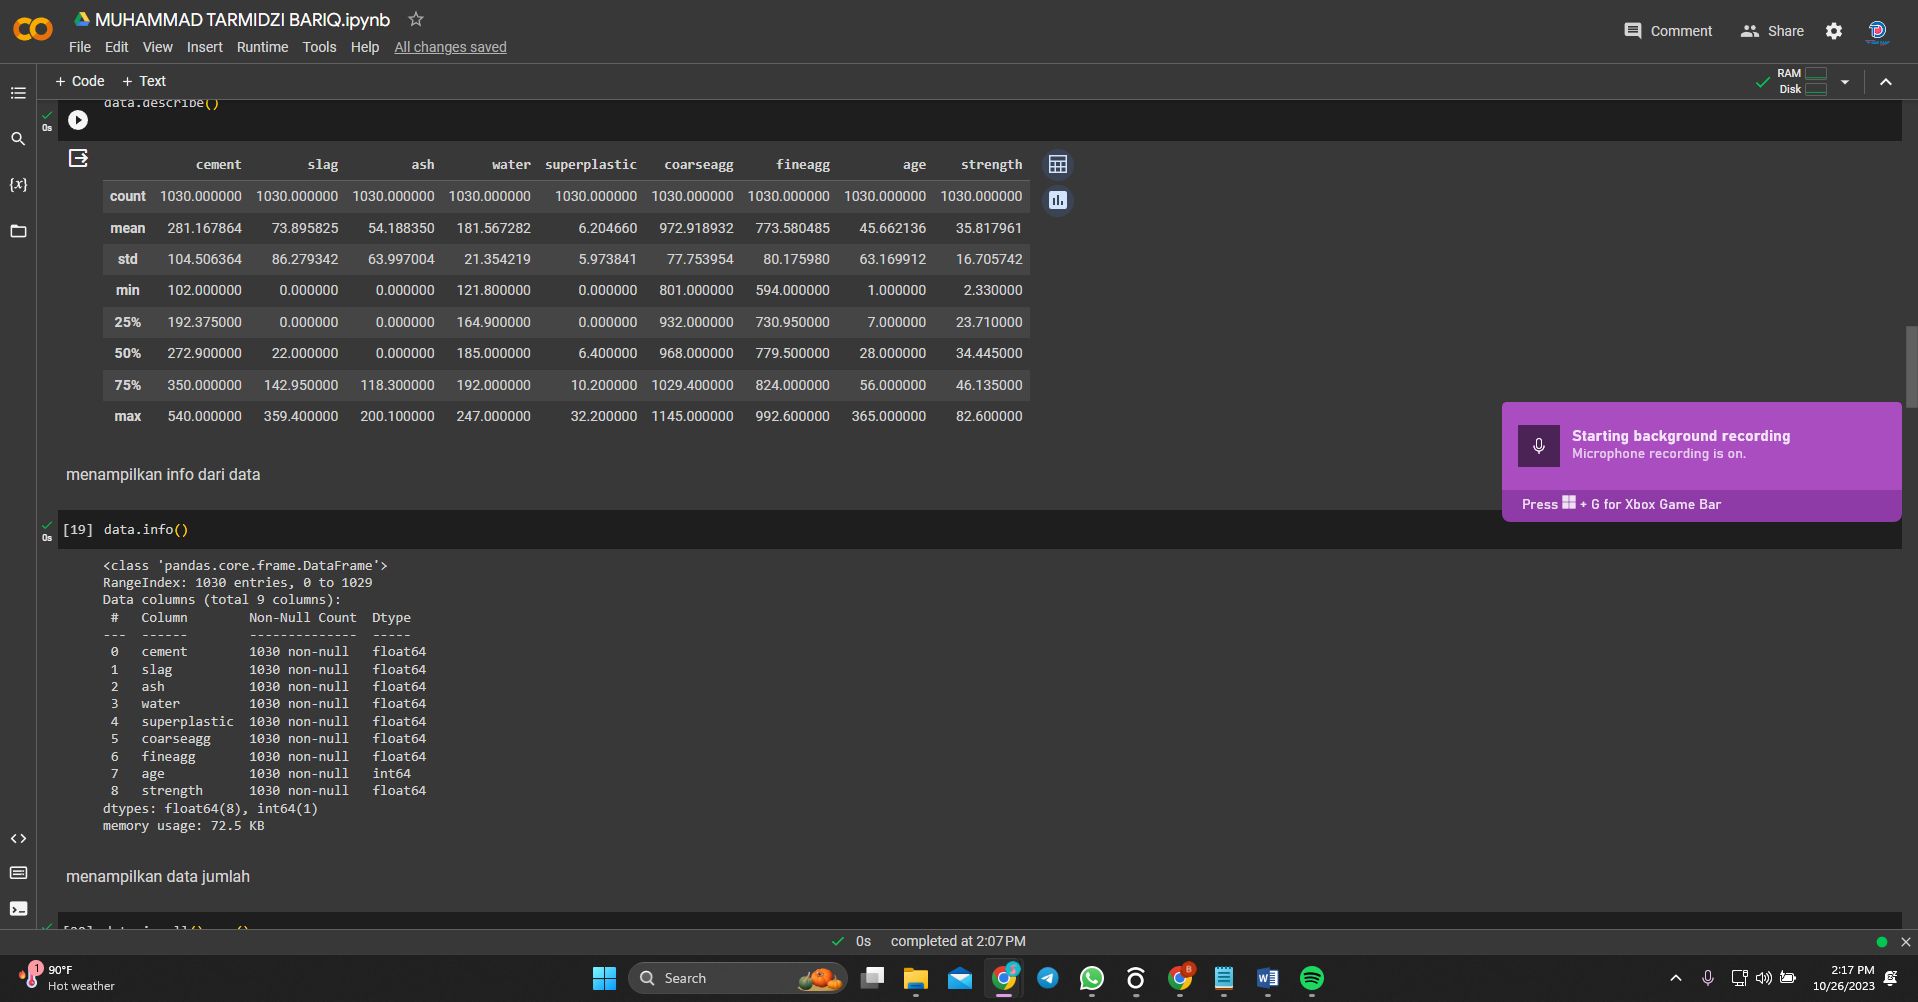 MUHAMMAD TARMIDZI BARIQ.ipynb
File Edit View Insert Runtime Tools Help All changes saved
Comment Share
+ Code + Text
RAM
Disk
data.describe()
0s
cement slag ash water superplastic coarseagg fineagg age strength
count 1030.000000 1030.000000 1030.000000 1030.000000 1030.000000 1030.000000 1030.000000 1030.000000 1030.000000
mean 281.167864 73.895825 54.188350 181.567282 6.204660 972.918932 773.580485 45.662136 35.817961
std 104.506364 86.279342 63.997004 21.354219 5.973841 77.753954 80.175980 63.169912 16.705742
min 102.000000 0.000000 0.000000 121.800000 0.000000 801.000000 594.000000 1.000000 2.330000
25% 192.375000 0.000000 0.000000 164.900000 0.000000 932.000000 730.950000 7.000000 23.710000
50% 272.900000 22.000000 0.000000 185.000000 6.400000 968.000000 779.500000 28.000000 34.445000
75% 350.000000 142.950000 118.300000 192.000000 10.200000 1029.400000 824.000000 56.000000 46.135000
max 540.000000 359.400000 200.100000 247.000000 32.200000 1145.000000 992.600000 365.000000 82.600000
Starting background recording
Microphone recording is on.
Press + G for Xbox Game Bar
menampilkan info dari data
[19] data.info()
0s
<class 'pandas.core.frame.DataFrame'>
RangeIndex: 1030 entries, 0 to 1029
Data columns (total 9 columns):
# Column Non-Null Count Dtype
--- ------ -------------- -----
0 cement 1030 non-null float64
1 slag 1030 non-null float64
2 ash 1030 non-null float64
3 water 1030 non-null float64
4 superplastic 1030 non-null float64
5 coarseagg 1030 non-null float64
6 fineagg 1030 non-null float64
7 age 1030 non-null int64
8 strength 1030 non-null float64
dtypes: float64(8), int64(1)
memory usage: 72.5 KB
menampilkan data jumlah
0s completed at 2:07 PM
1
90°F
Hot weather
Search
2:17 PM
10/26/2023